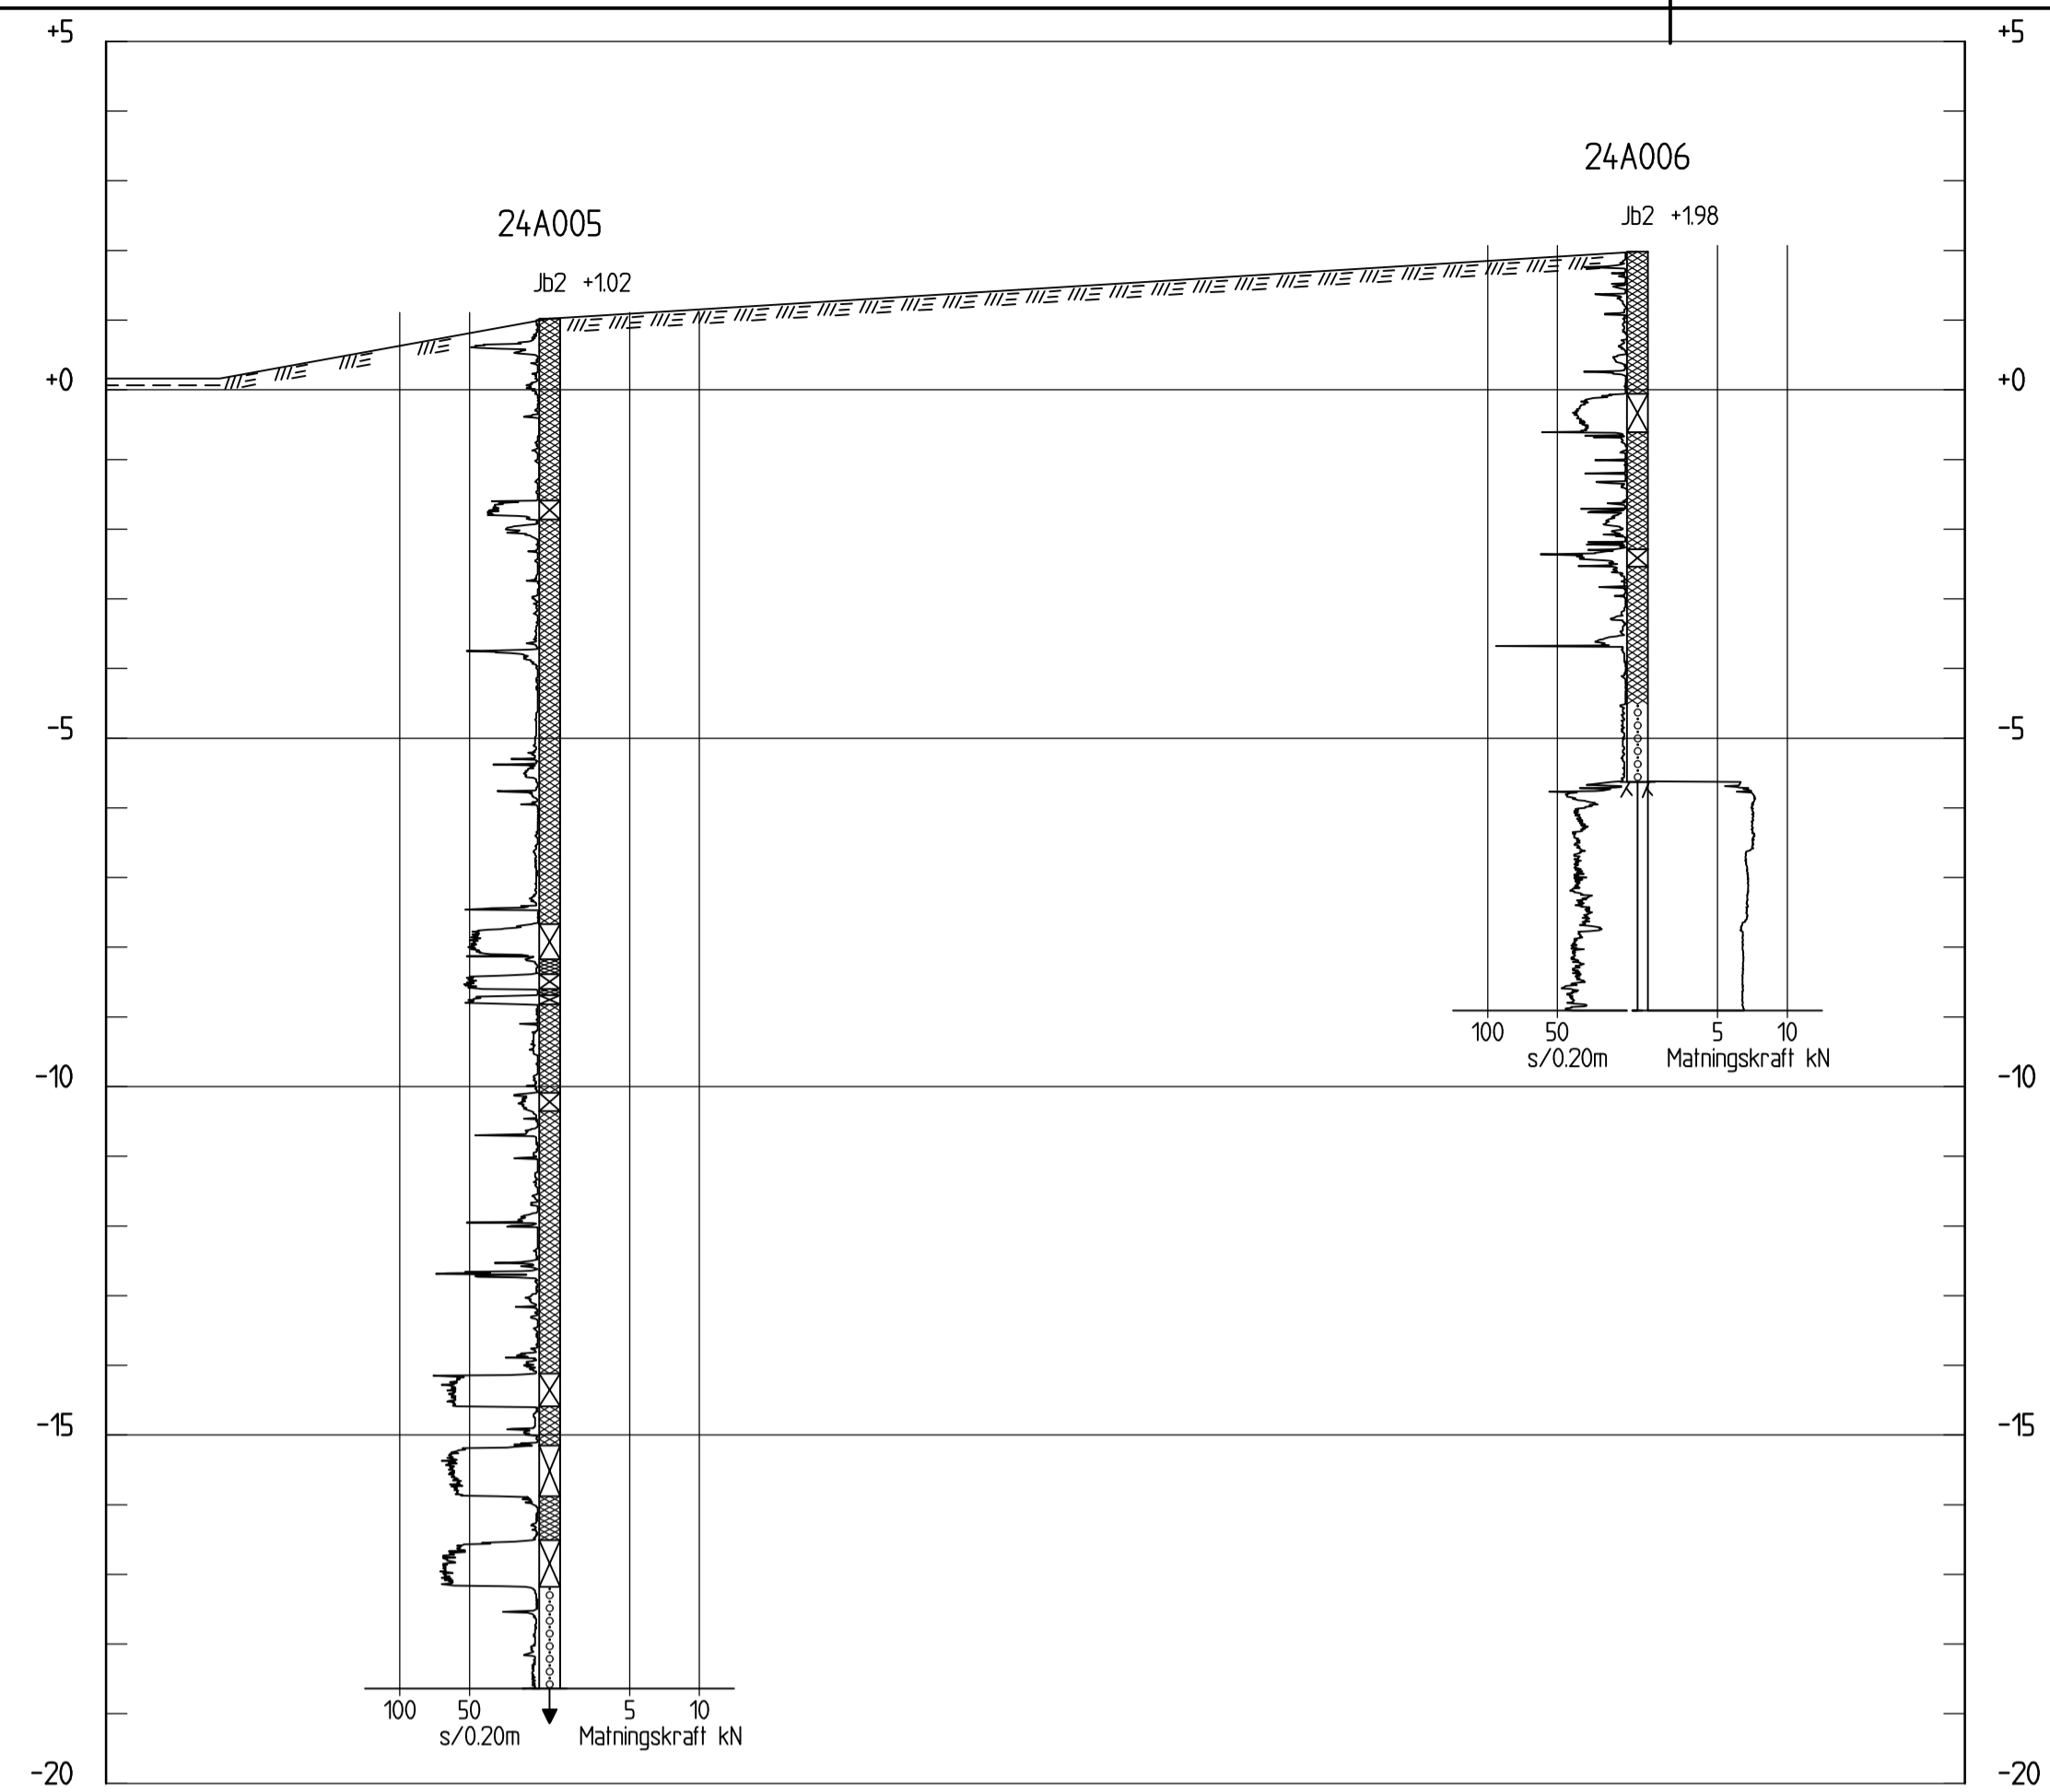 +5 +5
24A006
Jb2 +1.98
24A005
Jb2 +1.02
+0 +0
-5 -5
100 50 5 10
s/0.20m Matningskraft kN
-10 -10
-15 -15
100 50 5 10
s/0.20m Matningskraft kN
-20 -20